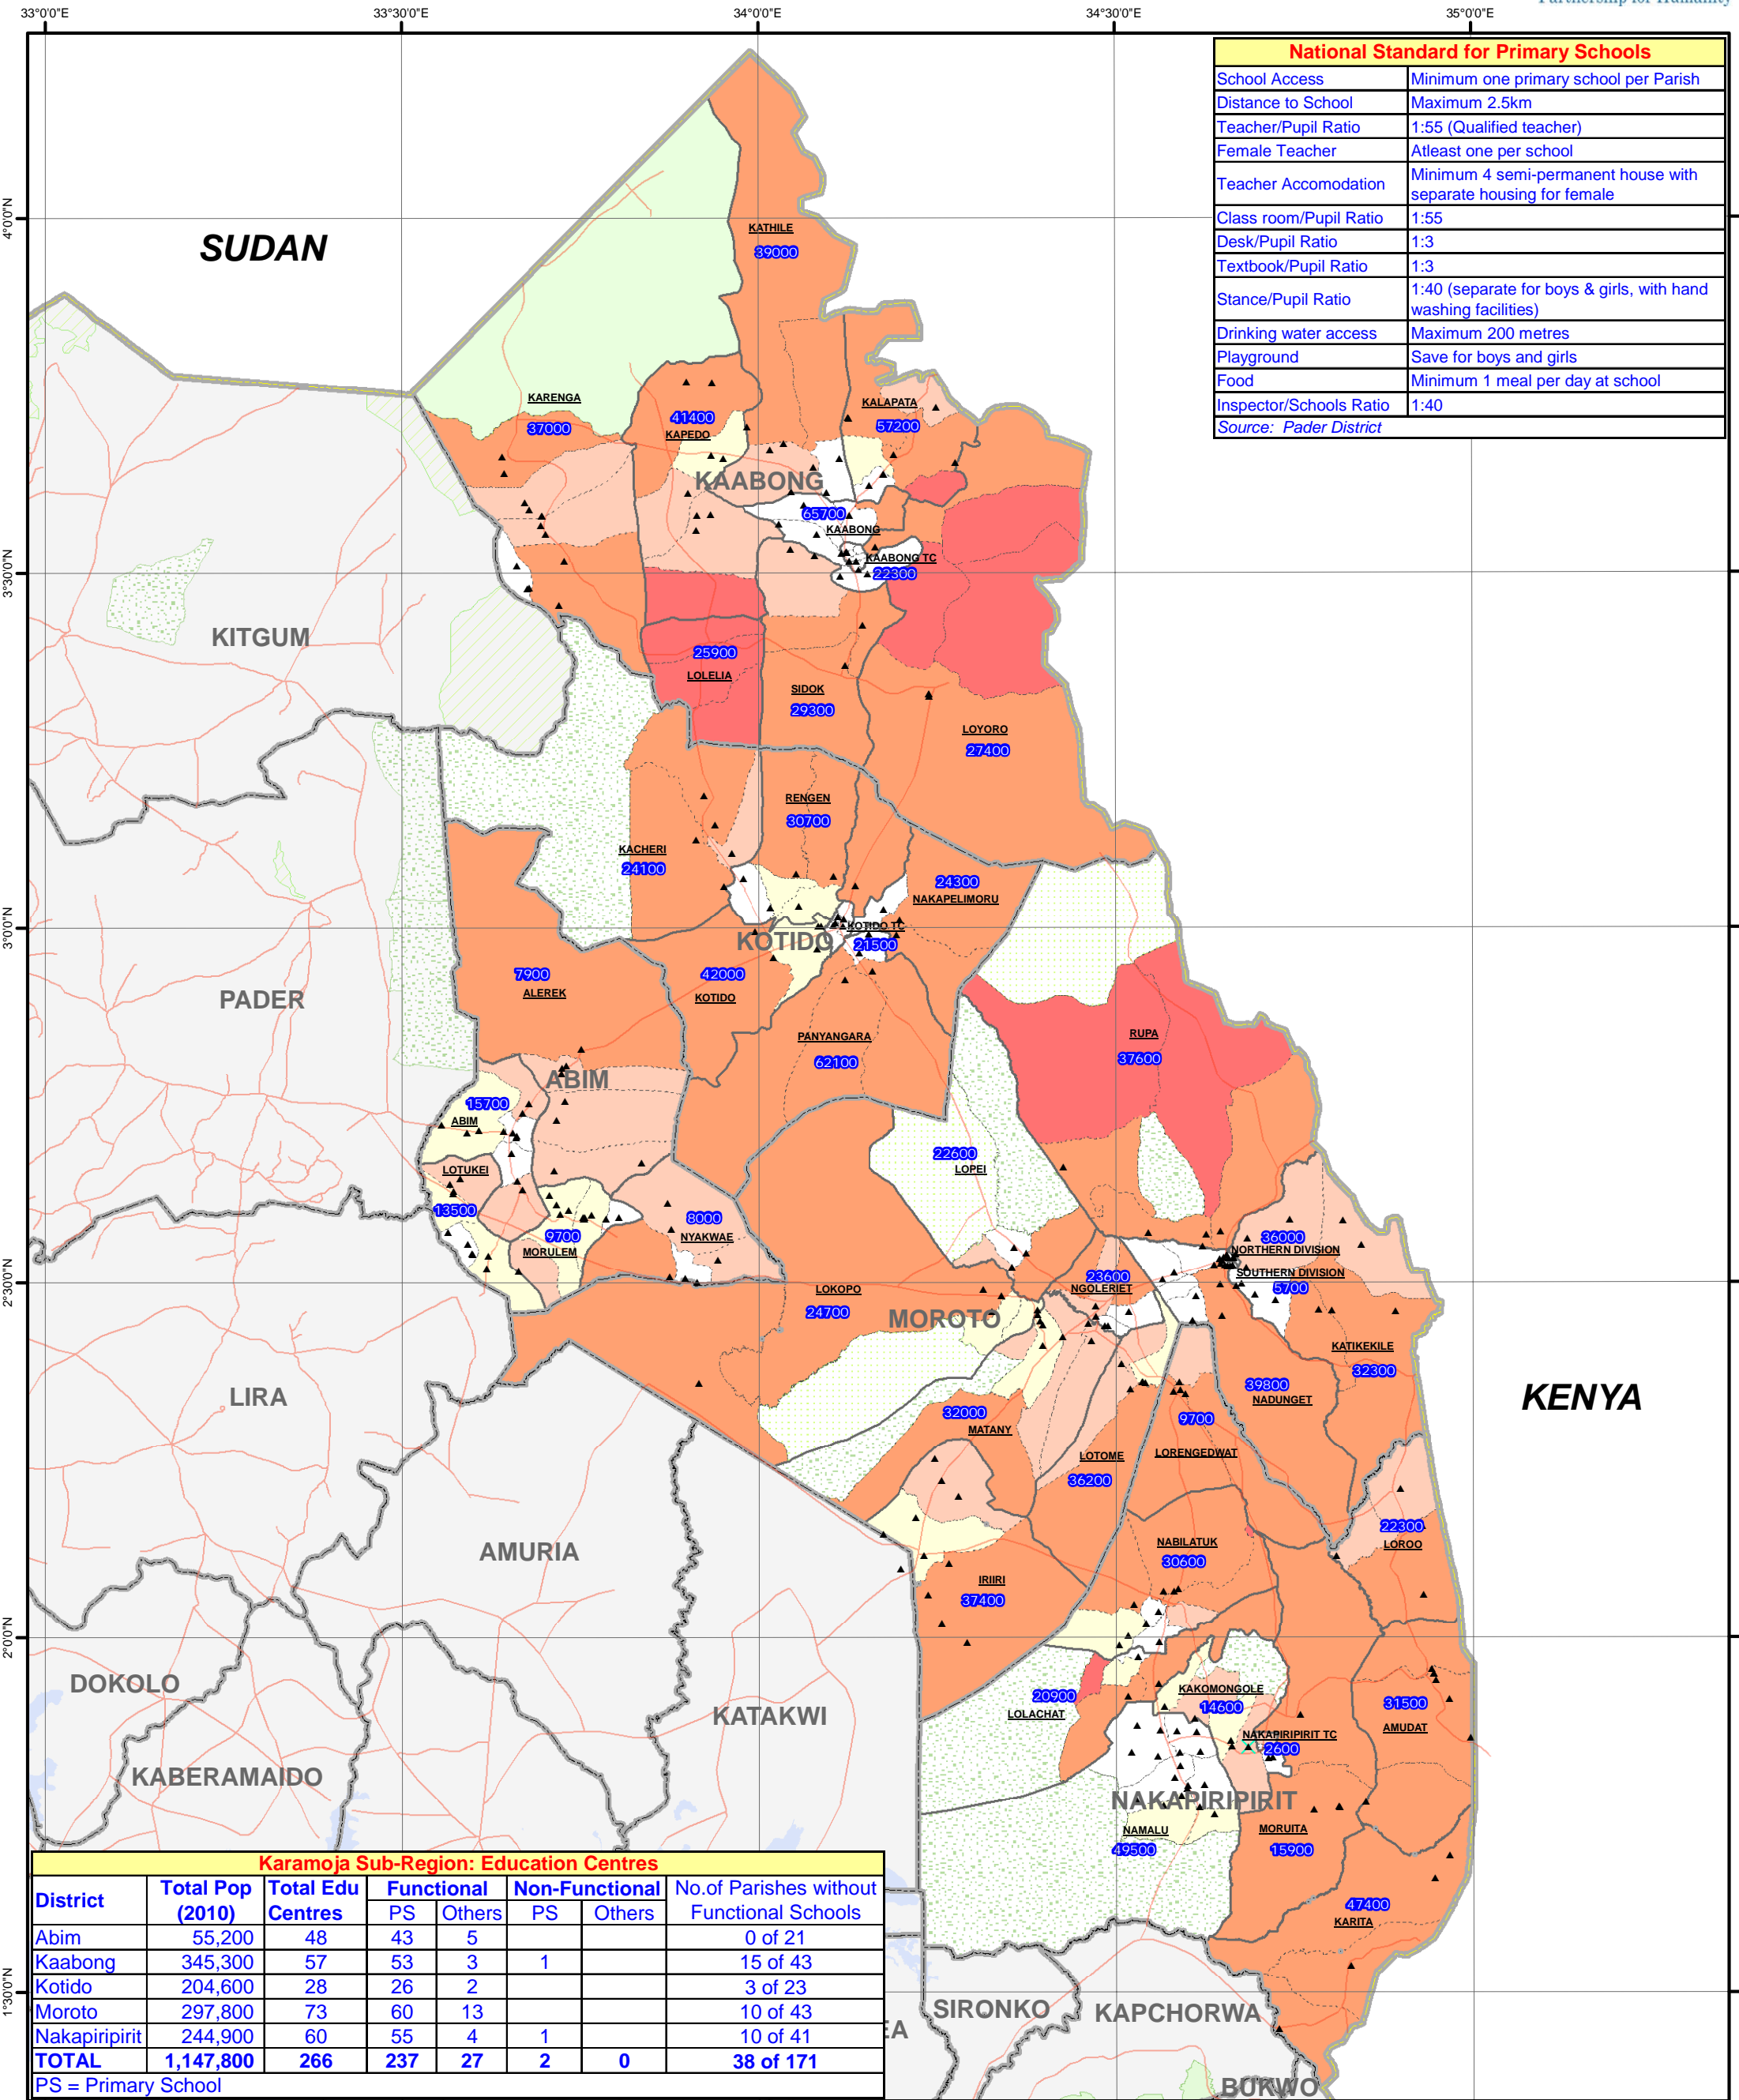 Partnership for Humanity
33°0'0"E 33°30'0"E 34°0'0"E 34°30'0"E 35°0'0"E
National Standard for Primary Schools
School Access Minimum one primary school per Parish
Distance to School Maximum 2.5km
Teacher/Pupil Ratio 1:55 (Qualified teacher)
Female Teacher Atleast one per school
Teacher Accomodation Minimum 4 semi-permanent house with
separate housing for female
Class room/Pupil Ratio 1:55
Desk/Pupil Ratio 1:3
Textbook/Pupil Ratio 1:3
Stance/Pupil Ratio 1:40 (separate for boys & girls, with hand
washing facilities)
Drinking water access Maximum 200 metres
Playground Save for boys and girls
Food Minimum 1 meal per day at school
Inspector/Schools Ratio 1:40
Source: Pader District
4°0'0"N
SUDAN
KATHILE
39000
KARENGA
37000
41400
KAPEDO
KALAPATA
57200
KAABONG
65700
KAABONG
KAABONG TC
22300
3°30'0"N
KITGUM
25900
LOLELIA
SIDOK
29300
LOYORO
27400
RENGEN
30700
KACHERI
24100
24300
NAKAPELIMORU
3°0'0"N
KOTIDO TC
21500
KOTIDO
42000
KOTIDO
7900
ALEREK
PADER
PANYANGARA
62100
RUPA
37600
ABIM
15700
ABIM
LOTUKEI
13500
9700
MORULEM
8000
NYAKWAE
22600
LOPEI
36000
NORTHERN DIVISION
SOUTHERN DIVISION
5700
23600
NGOLERIET
2°30'0"N
LOKOPO
24700
MOROTO
KATIKEKILE
32300
39800
NADUNGET
KENYA
LIRA
32000
MATANY
9700
LORENGEDWAT
LOTOME
36200
22300
LOROO
NABILATUK
30600
AMURIA
IRIIRI
37400
2°0'0"N
DOKOLO
KATAKWI
20900
LOLACHAT
KAKOMONGOLE
14600
NAKAPIRIPIRIT TC
2600
31500
AMUDAT
KABERAMAIDO
NAKAPIRIPIRIT
NAMALU
49500
MORUITA
15900
47400
KARITA
Karamoja Sub-Region: Education Centres
District Total Pop (2010) Total Edu Centres Functional Non-Functional No.of Parishes without Functional Schools
PS Others PS Others
Abim 55,200 48 43 5 0 of 21
Kaabong 345,300 57 53 3 1 15 of 43
Kotido 204,600 28 26 2 3 of 23
Moroto 297,800 73 60 13 10 of 43
Nakapiripirit 244,900 60 55 4 1 10 of 41
TOTAL 1,147,800 266 237 27 2 0 38 of 171
PS = Primary School
1°30'0"N
EA
SIRONKO
KAPCHORWA
BUKWO